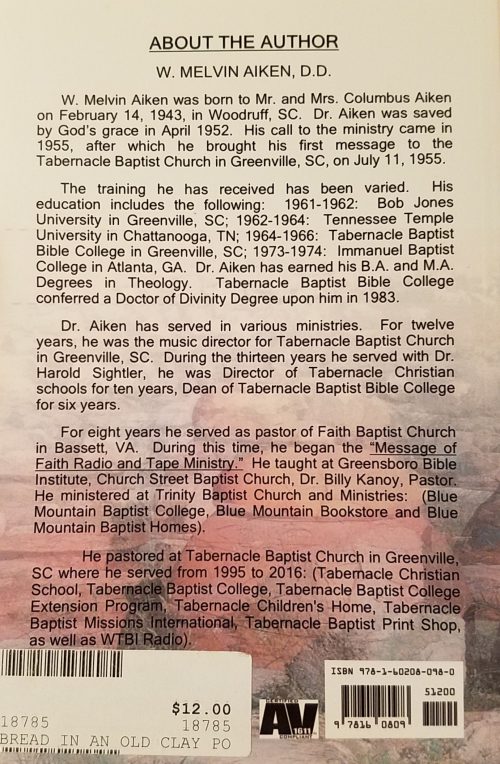 ABOUT THE AUTHOR
W. MELVIN AIKEN, D.D.
W. Melvin Aiken was born to Mr. and Mrs. Columbus Aiken
on February 14, 1943, in Woodruff, SC. Dr. Aiken was saved
by God's grace in April 1952. His call to the ministry came in
1955, after which he brought his first message to the
Tabernacle Baptist Church in Greenville, SC, on July 11, 1955.
The training he has received has been varied. His
education includes the following: 1961-1962: Bob Jones
University in Greenville, SC; 1962-1964: Tennessee Temple
University in Chattanooga, TN; 1964-1966: Tabernacle Baptist
Bible College in Greenville, SC; 1973-1974: Immanuel Baptist
College in Atlanta, GA. Dr. Aiken has earned his B.A. and M.A.
Degrees in Theology. Tabernacle Baptist Bible College
conferred a Doctor of Divinity Degree upon him in 1983.
Dr. Aiken has served in various ministries. For twelve
years, he was the music director for Tabernacle Baptist Church
in Greenville, SC. During the thirteen years he served with Dr.
Harold Sightler, he was Director of Tabernacle Christian
schools for ten years, Dean of Tabernacle Baptist Bible College
for six years.
For eight years he served as pastor of Faith Baptist Church
in Bassett, VA. During this time, he began the "Message of
Faith Radio and Tape Ministry." He taught at Greensboro Bible
Institute, Church Street Baptist Church, Dr. Billy Kanoy, Pastor.
He ministered at Trinity Baptist Church and Ministries: (Blue
Mountain Baptist College, Blue Mountain Bookstore and Blue
Mountain Baptist Homes).
He pastored at Tabernacle Baptist Church in Greenville,
SC where he served from 1995 to 2016: (Tabernacle Christian
School, Tabernacle Baptist College, Tabernacle Baptist College
Extension Program, Tabernacle Children's Home, Tabernacle
Baptist Missions International, Tabernacle Baptist Print Shop,
as well as WTBI Radio).
$12.00
18785 18785
BREAD IN AN OLD CLAY PO
CERTIFIED
AV
1611
COMPLIANT
ISBN 978-1-60208-098-0
51200
9 7816 0809